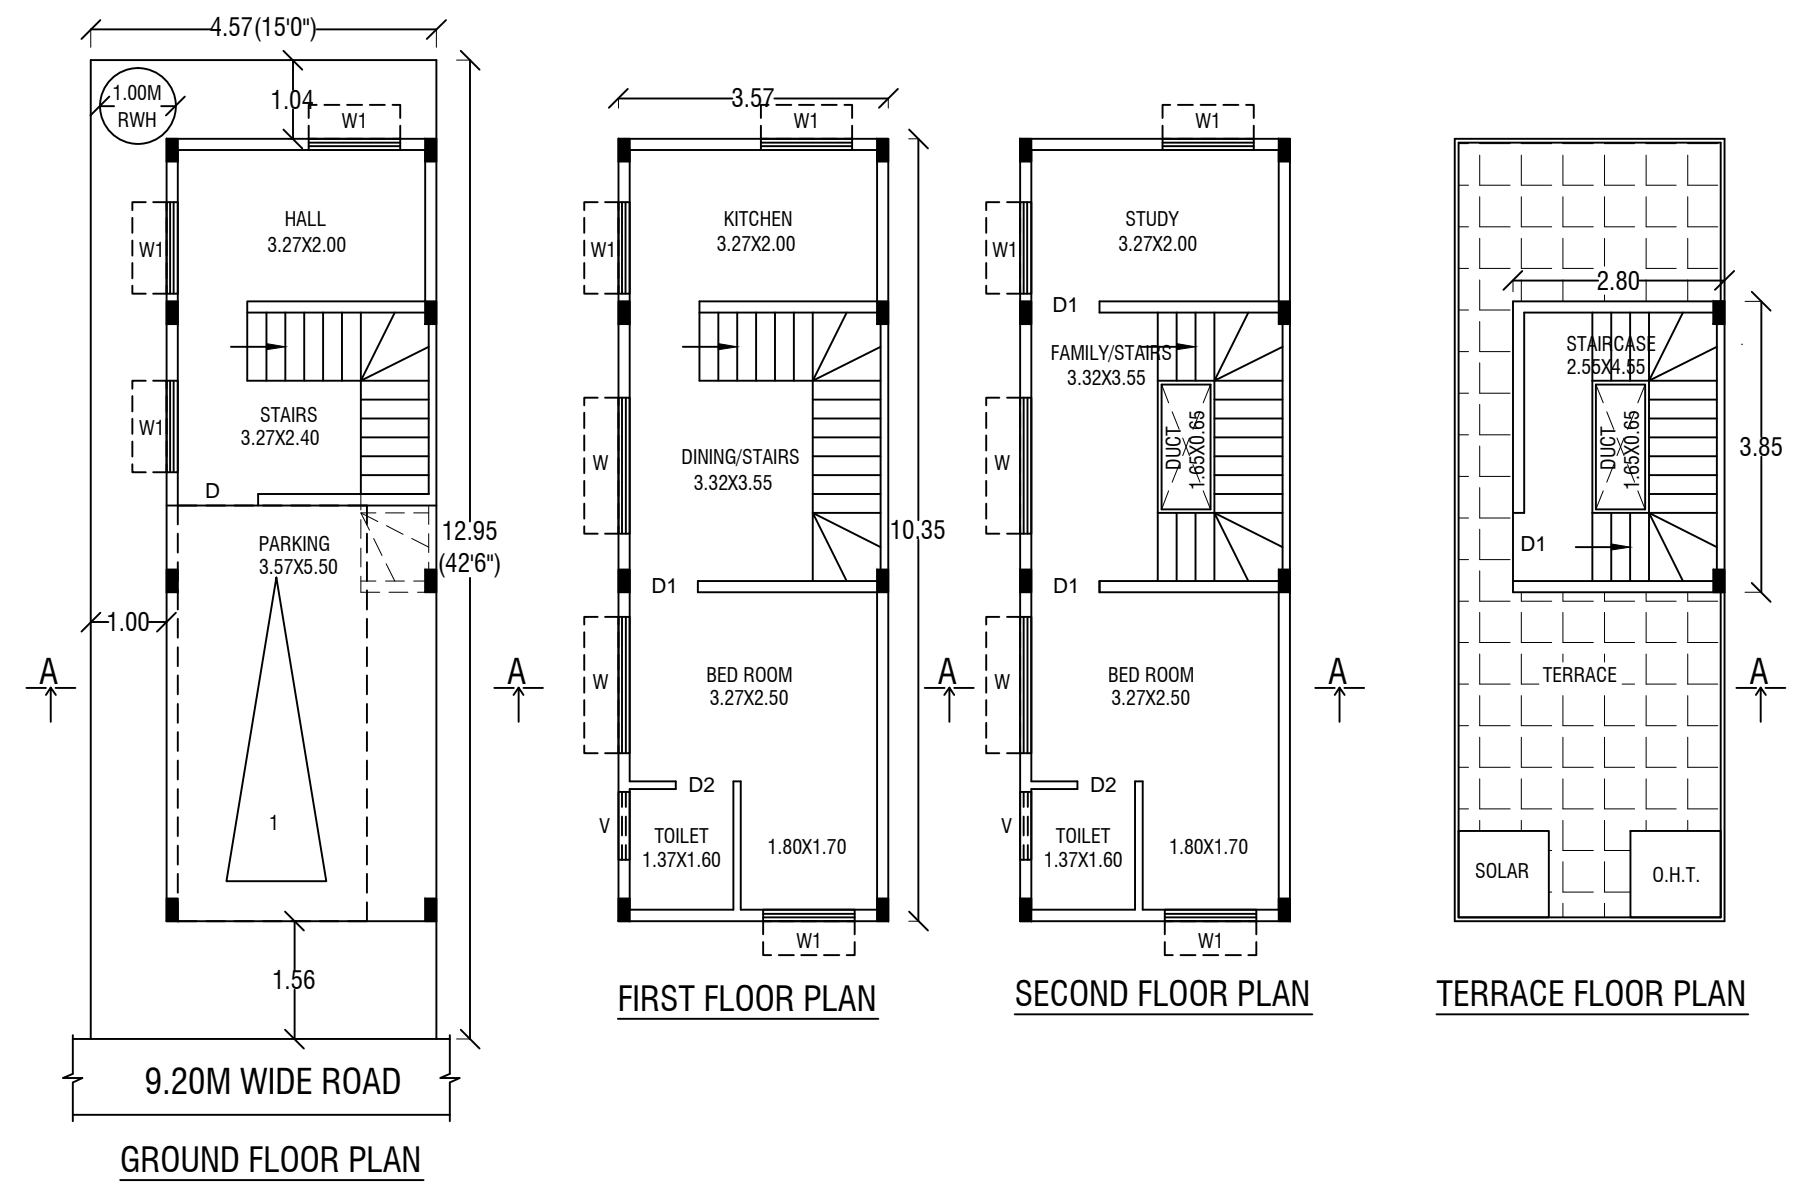 4.57(15'0")
1.00M
RWH
1.04
W1
HALL
3.27X2.00
W1
STAIRS
3.27X2.40
W1
D
PARKING
3.57X5.50
12.95
(42'6")
1.00
A
A
1
1.56
9.20M WIDE ROAD
GROUND FLOOR PLAN
3.57
W1
KITCHEN
3.27X2.00
W1
DINING/STAIRS
3.32X3.55
W
10.35
D1
BED ROOM
3.27X2.50
W
A
D2
TOILET
1.37X1.60
V
1.80X1.70
W1
FIRST FLOOR PLAN
W1
STUDY
3.27X2.00
W1
D1
FAMILY/STAIRS
3.32X3.55
DUCT
1.65X0.65
W
D1
BED ROOM
3.27X2.50
W
A
D2
TOILET
1.37X1.60
V
1.80X1.70
W1
SECOND FLOOR PLAN
2.80
STAIRCASE
2.55X4.55
DUCT
1.65X0.65
3.85
D1
TERRACE
A
SOLAR
O.H.T.
TERRACE FLOOR PLAN